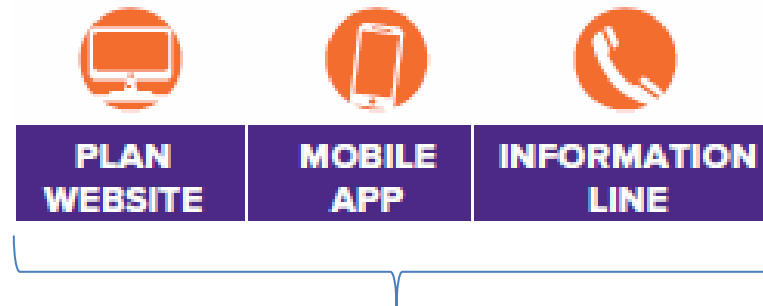 PLAN
WEBSITE
MOBILE
APP
INFORMATION
LINE